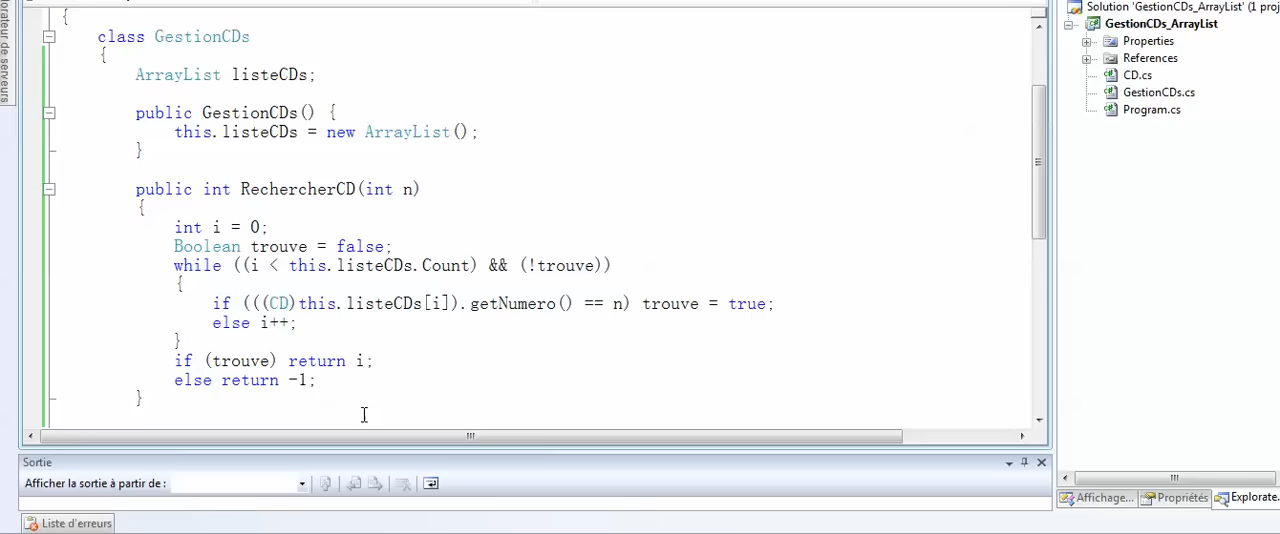 {
class GestionCDs
{
ArrayList listeCDs;
public GestionCDs() {
this.listeCDs = new ArrayList();
}
public int RechercherCD(int n)
{
int i = 0;
Boolean trouve = false;
while ((i < this.listeCDs.Count) && (!trouve))
{
if (((CD)this.listeCDs[i]).getNumero() == n) trouve = true;
else i++;
}
if (trouve) return i;
else return -1;
}
Sortie
Afficher la sortie à partir de :
Liste d'erreurs
Solution 'GestionCDs_ArrayList' (1 proj
GestionCDs_ArrayList
Properties
References
CD.cs
GestionCDs.cs
Program.cs
Affichage...
Propriétés
Explorate.
plorateur de serveurs